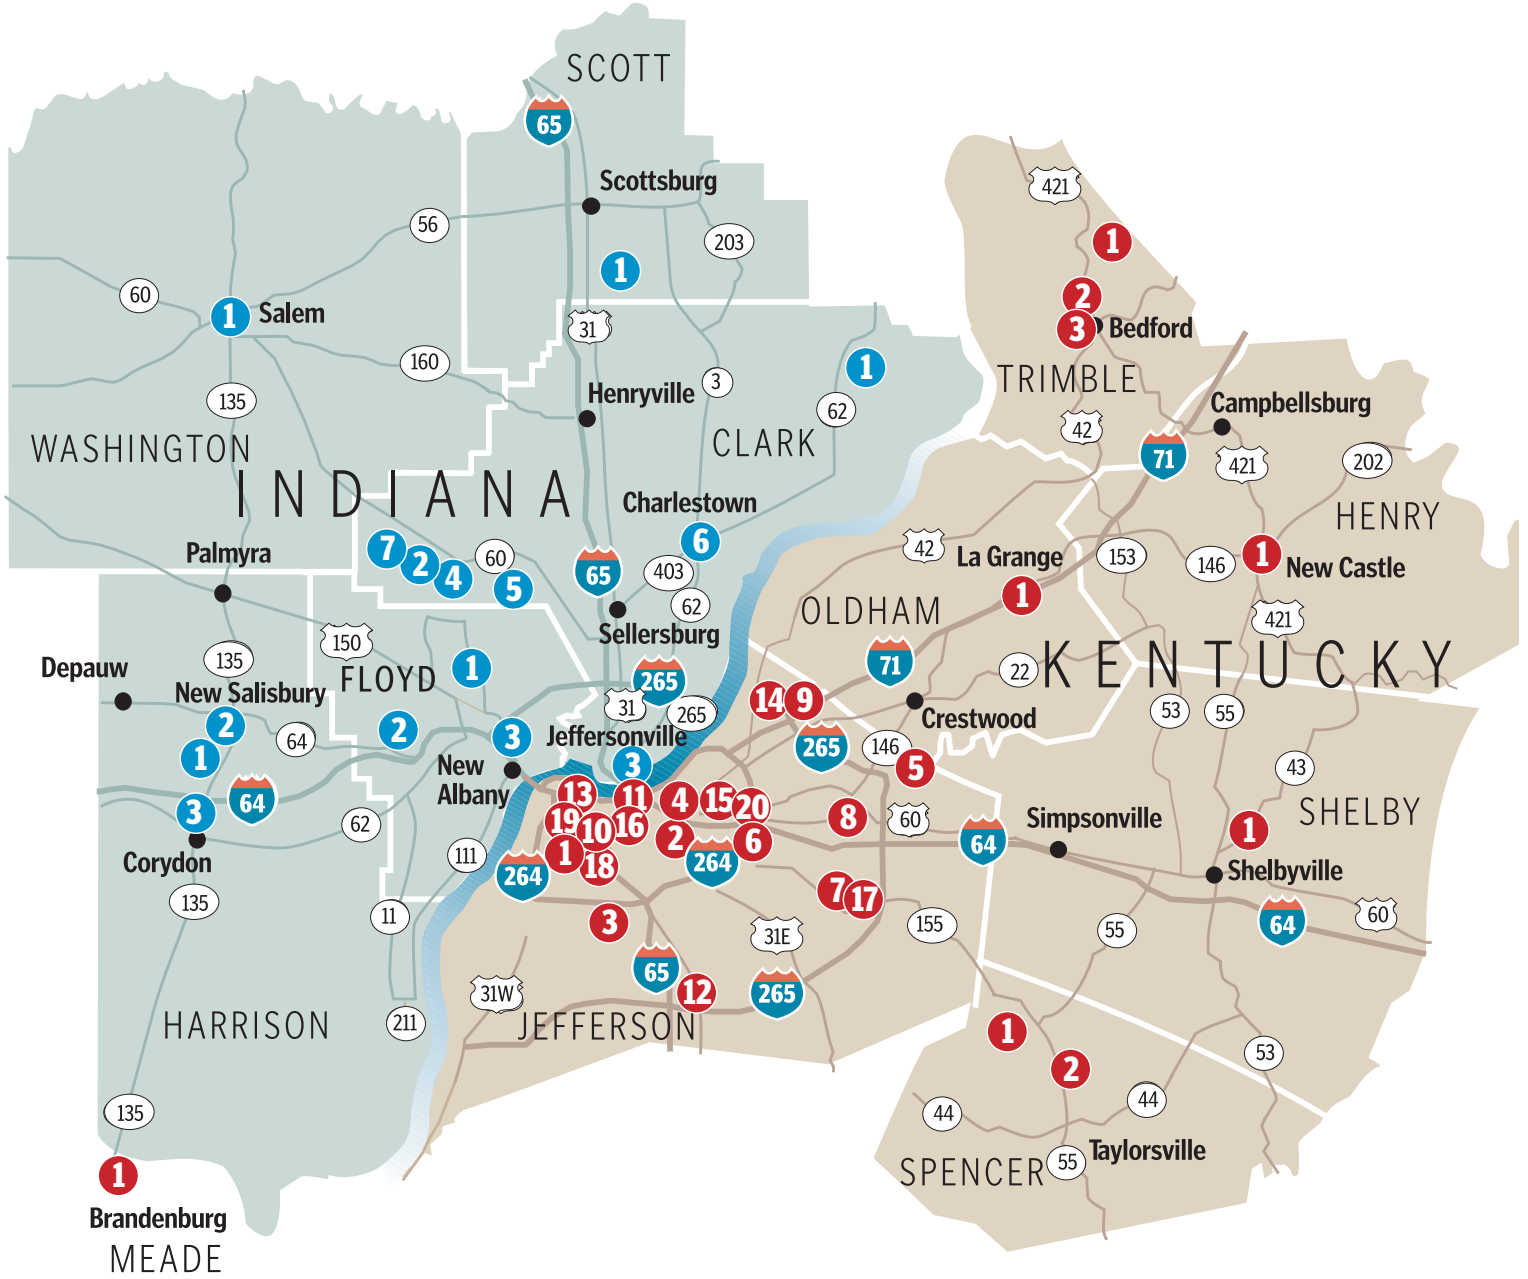 SCOTT
65
Scottsburg
421
56
203
1
1
60
1
Salem
2
31
3
Bedford
160
1
TRIMBLE
3
135
Henryville
62
Campbellsburg
42
WASHINGTON
CLARK
71
421
202
INDIANA
Charlestown
HENRY
7
6
42
Palmyra
2
60
La Grange
153
146
1
New Castle
4
65
403
5
1
62
OLDHAM
421
Sellersburg
150
135
71
KENTUCKY
Depauw
FLOYD
1
265
22
New Salisbury
14
9
31
265
53
55
2
2
3
Crestwood
64
Jeffersonville
265
146
1
New
Albany
3
5
43
64
13
11
4
15
20
3
8
60
SHELBY
19
10
16
Simpsonville
62
1
2
6
64
Corydon
111
1
18
264
264
Shelbyville
135
7
17
11
3
155
60
31E
55
64
65
31W
12
265
HARRISON
211
JEFFERSON
1
53
2
135
44
44
55
Taylorsville
1
SPENCER
Brandenburg
MEADE